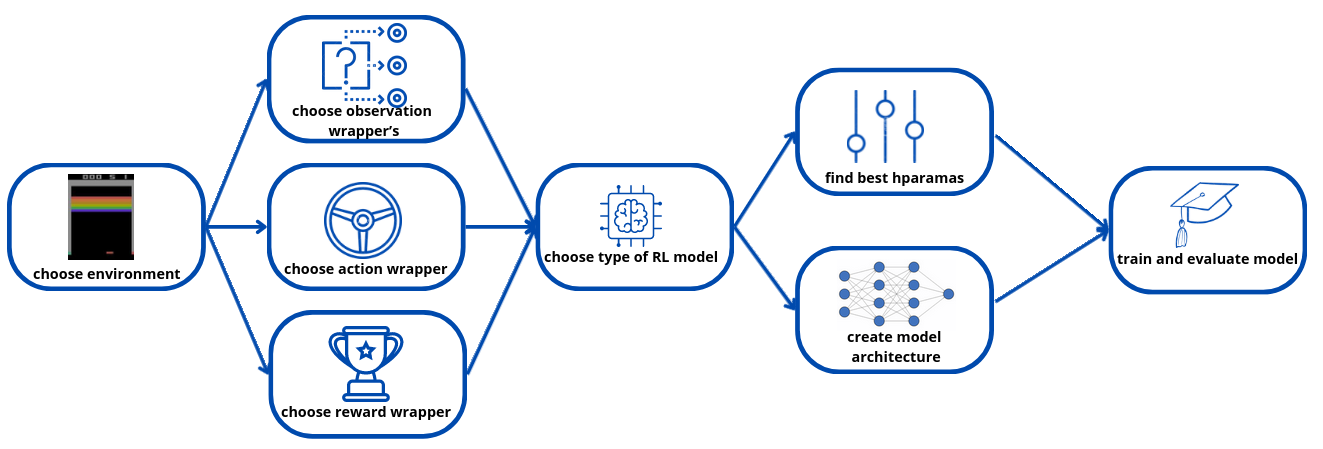 choose observation
wrapper's
000 5 1
choose environment
choose action wrapper
choose reward wrapper
choose type of RL model
find best hparamas
create model
architecture
train and evaluate model
?